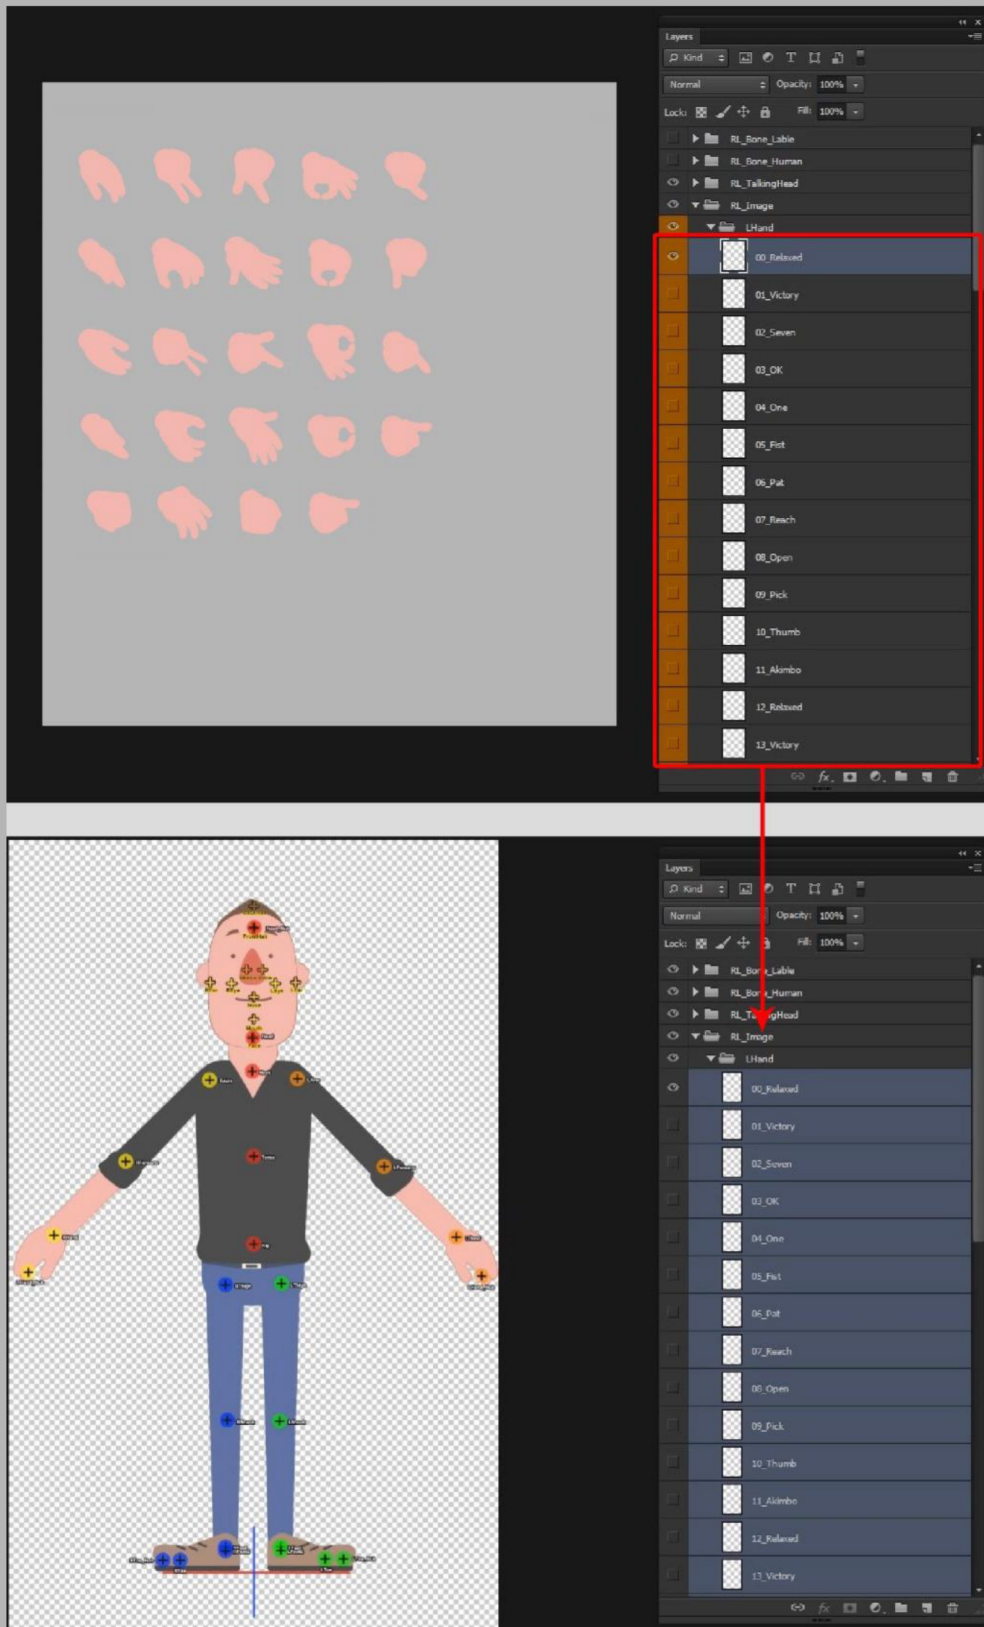 Layers
Kind
Normal
Opacity: 100%
Lock:
Fill: 100%
RL_Bone_Lable
RL_Bone_Human
RL_TalkingHead
RL_Image
LHand
00_Relaxed
01_Victory
02_Seven
03_OK
04_One
05_Fist
06_Pat
07_Reach
08_Open
09_Pick
10_Thumb
11_Akimbo
12_Relaxed
13_Victory
fx
Layers
Kind
Normal
Opacity: 100%
Lock:
Fill: 100%
RL_Bone_Lable
RL_Bone_Human
RL_TalkingHead
RL_Image
LHand
00_Relaxed
01_Victory
02_Seven
03_OK
04_One
05_Fist
06_Pat
07_Reach
08_Open
09_Pick
10_Thumb
11_Akimbo
12_Relaxed
13_Victory
fx